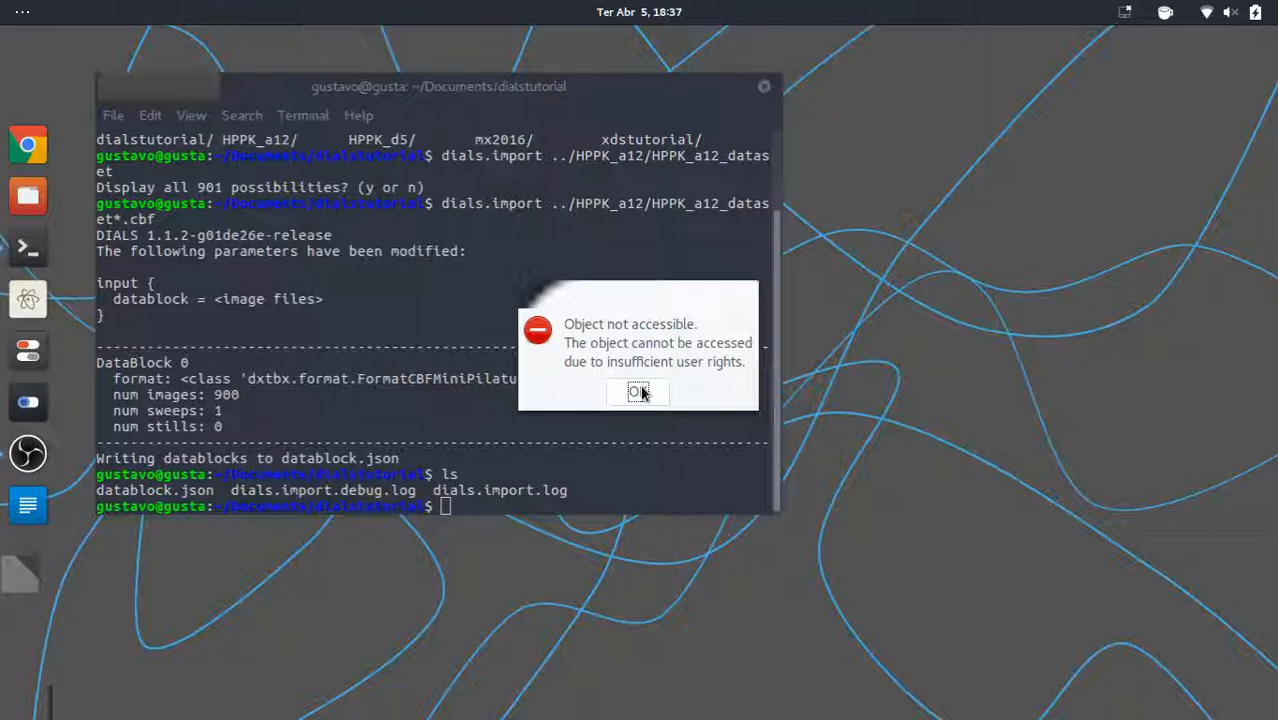 Ter Abr 5, 18:37
gustavo@gusta: ~/Documents/dialstutorial
File Edit View Search Terminal Help
dialstutorial/ HPPK_a12/ HPPK_d5/ mx2016/ xdstutorial/
gustavo@gusta:~/Documents/dialstutorial$ dials.import ../HPPK_a12/HPPK_a12_datas
et
Display all 901 possibilities? (y or n)
gustavo@gusta:~/Documents/dialstutorial$ dials.import ../HPPK_a12/HPPK_a12_datas
et*.cbf
DIALS 1.1.2-g01de26e-release
The following parameters have been modified:
input {
datablock = <image files>
}
--------------------------------------------------------------------------------
DataBlock 0
format: <class 'dxtbx.format.FormatCBFMiniPilatu
num images: 900
num sweeps: 1
num stills: 0
--------------------------------------------------------------------------------
Writing datablocks to datablock.json
gustavo@gusta:~/Documents/dialstutorial$ ls
datablock.json dials.import.debug.log dials.import.log
gustavo@gusta:~/Documents/dialstutorial$
Object not accessible.
The object cannot be accessed
due to insufficient user rights.
OK